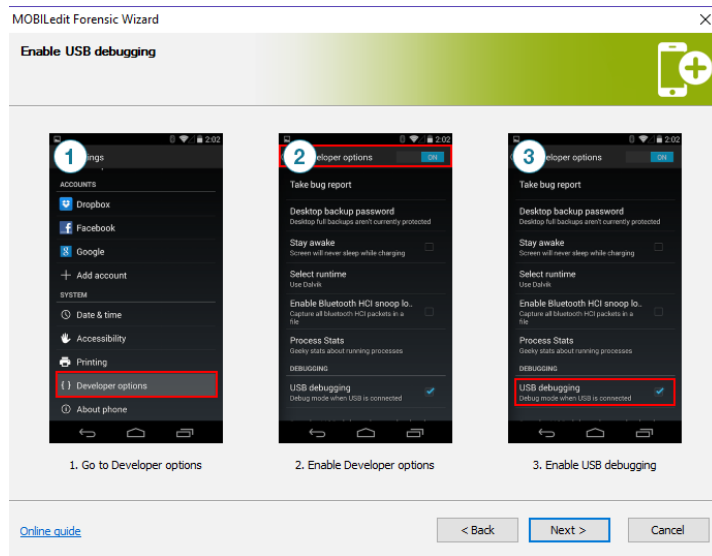 MOBILedit Forensic Wizard
Enable USB debugging
2:02
1
ings
ACCOUNTS
Dropbox
Facebook
Google
Add account
SYSTEM
Date & time
Accessibility
Printing
{ } Developer options
About phone
1. Go to Developer options
2:02
2
eloper options
ON
Take bug report
Desktop backup password
Desktop full backups aren't currently protected
Stay awake
Screen will never sleep while charging
Select runtime
Use Dalvik
Enable Bluetooth HCI snoop lo..
Capture all bluetooth HCI packets in a
file
Process Stats
Geeky stats about running processes
DEBUGGING
USB debugging
Debug mode when USB is connected
2. Enable Developer options
2:02
3
eloper options
ON
Take bug report
Desktop backup password
Desktop full backups aren't currently protected
Stay awake
Screen will never sleep while charging
Select runtime
Use Dalvik
Enable Bluetooth HCI snoop lo..
Capture all bluetooth HCI packets in a
file
Process Stats
Geeky stats about running processes
DEBUGGING
USB debugging
Debug mode when USB is connected
3. Enable USB debugging
Online guide
< Back
Next >
Cancel